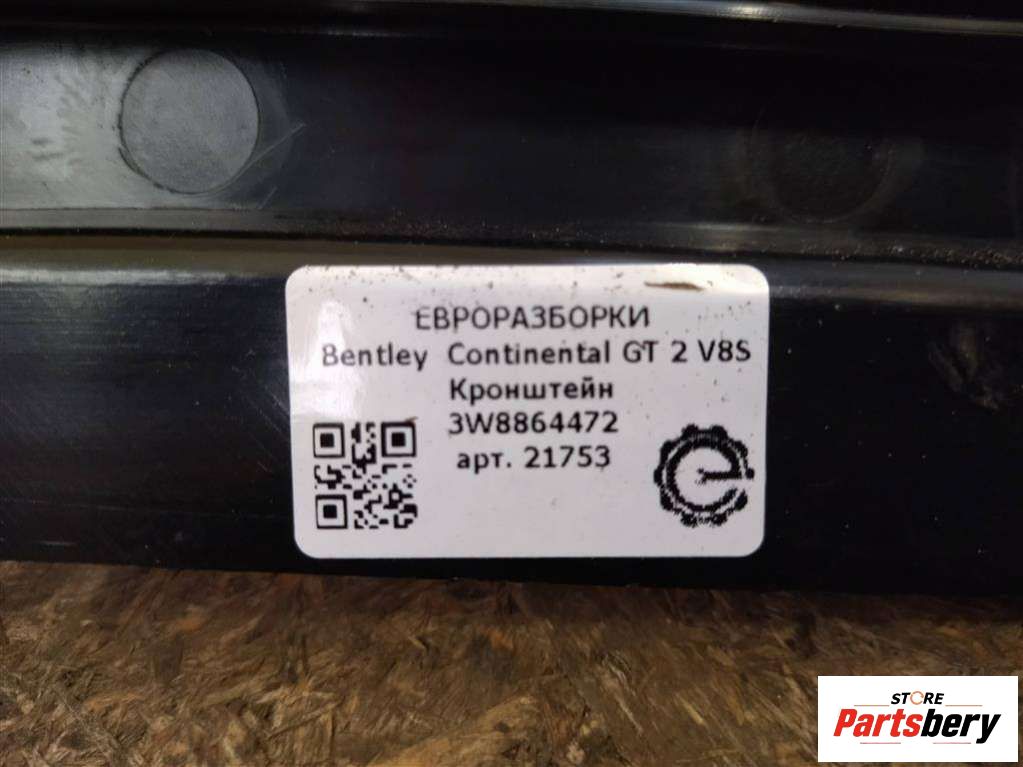 ЕВРОРАЗБОРКИ
Bentley Continental GT 2 V8S
Кронштейн
3W8864472
арт. 21753
STORE
Partsbery